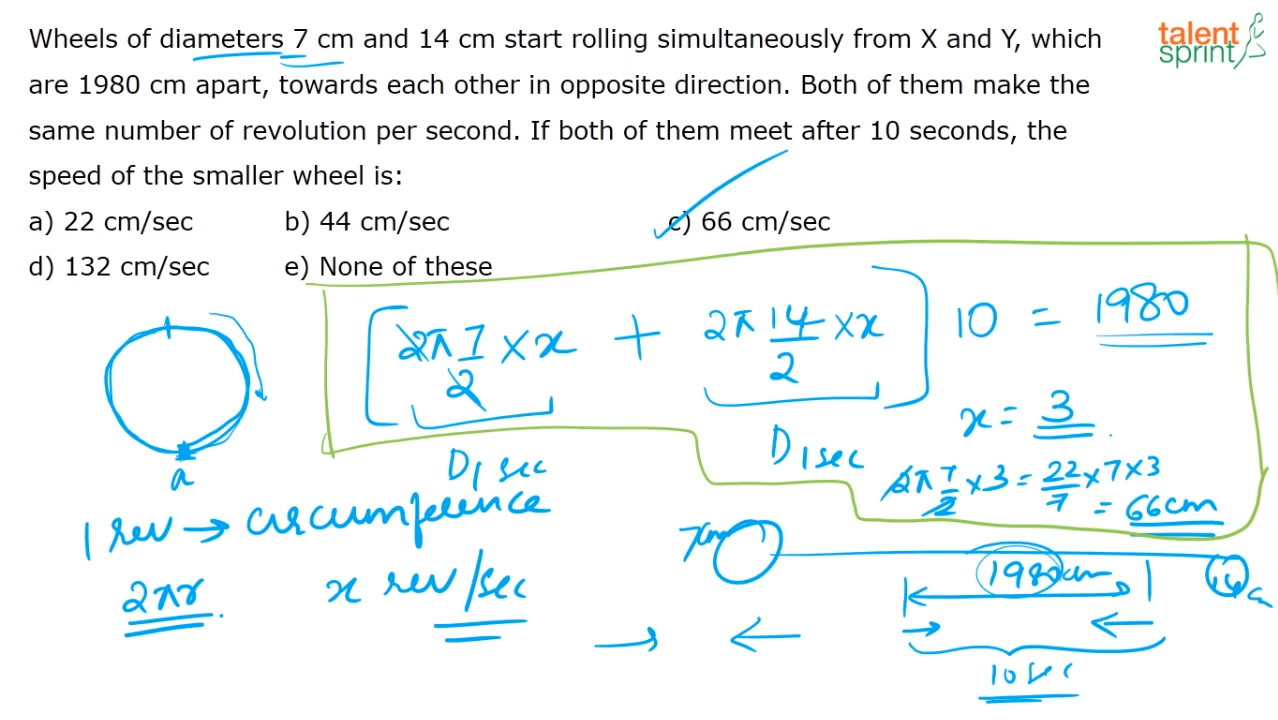 Wheels of diameters 7 cm and 14 cm start rolling simultaneously from X and Y, which
are 1980 cm apart, towards each other in opposite direction. Both of them make the
same number of revolution per second. If both of them meet after 10 seconds, the
speed of the smaller wheel is:
a) 22 cm/sec b) 44 cm/sec c) 66 cm/sec
d) 132 cm/sec e) None of these
talent
sprint
[2π 7/2 × x + 2π 14/2 × x] 10 = 1980
x = 3
D1sec D1sec
2π 7/2 × 3 = 22/7 × 7 × 3
= 66cm
a
1 rev → circumference
2πr x rev/sec
7cm 1980cm 14cm
10 sec